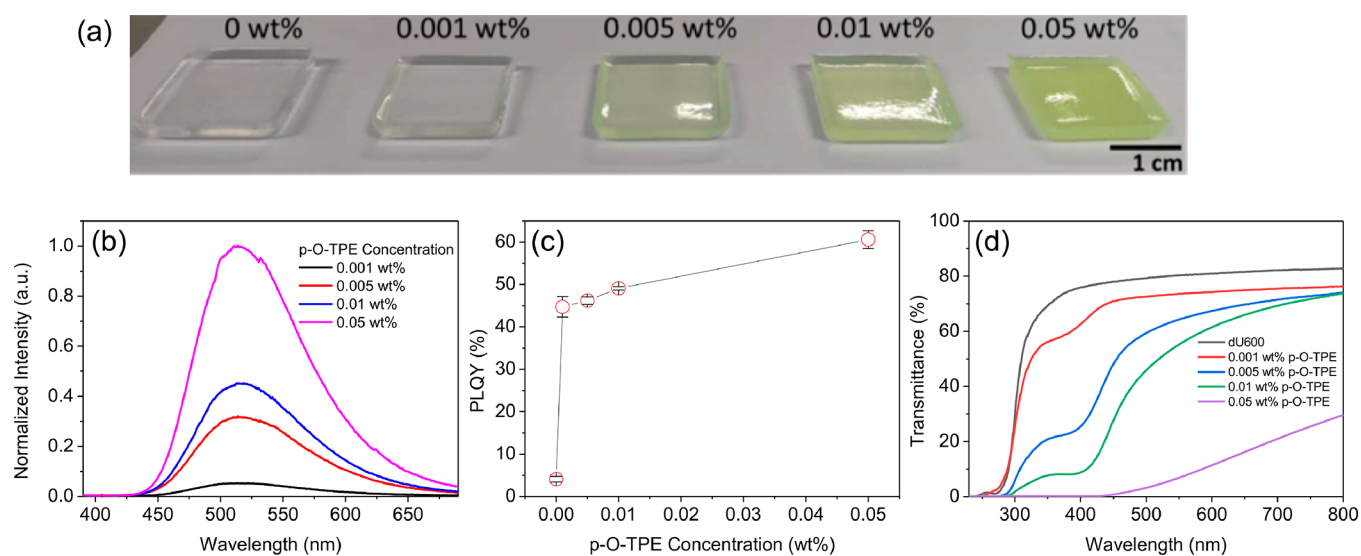 (a)
0 wt%
0.001 wt%
0.005 wt%
0.01 wt%
0.05 wt%
1 cm
(b)
p-O-TPE Concentration
0.001 wt%
0.005 wt%
0.01 wt%
0.05 wt%
Normalized Intensity (a.u.)
1.0
0.8
0.6
0.4
0.2
0.0
400
450
500
550
600
650
Wavelength (nm)
(c)
PLQY (%)
60
50
40
30
20
10
0
0.00
0.01
0.02
0.03
0.04
0.05
p-O-TPE Concentration (wt%)
(d)
Transmittance (%)
100
80
60
40
20
0
dU600
0.001 wt% p-O-TPE
0.005 wt% p-O-TPE
0.01 wt% p-O-TPE
0.05 wt% p-O-TPE
300
400
500
600
700
800
Wavelength (nm)